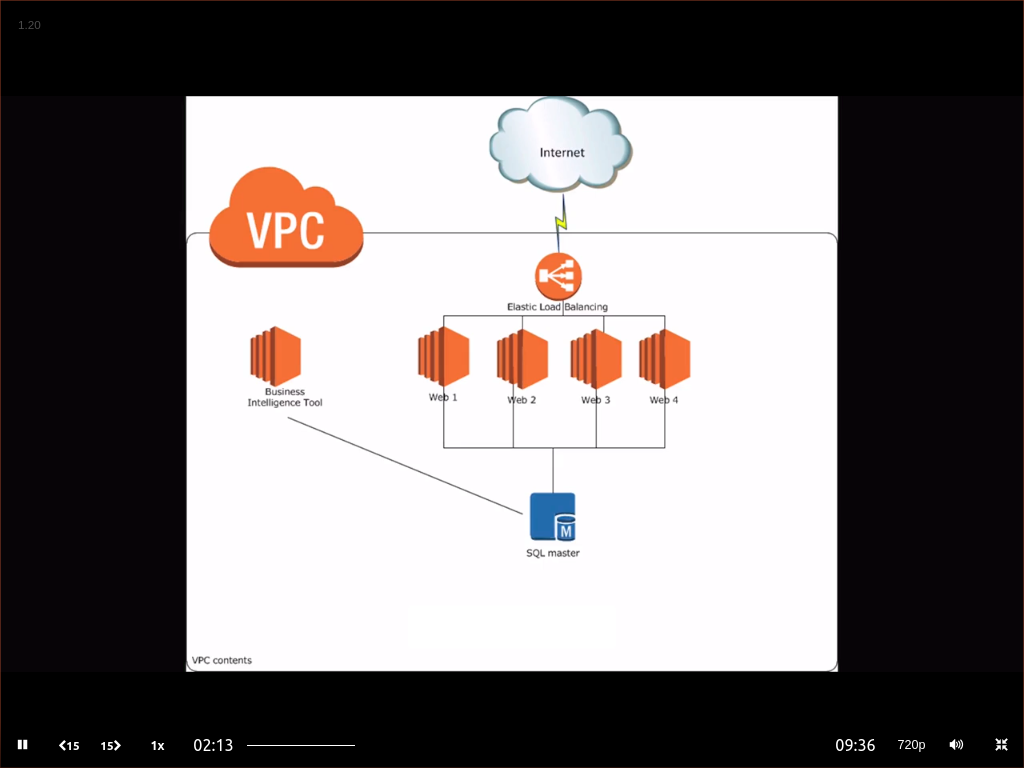 1.20
Internet
VPC
Elastic Load Balancing
Business
Intelligence Tool
Web 1
Web 2
Web 3
Web 4
M
SQL master
VPC contents
15
15
1x
02:13
09:36
720p